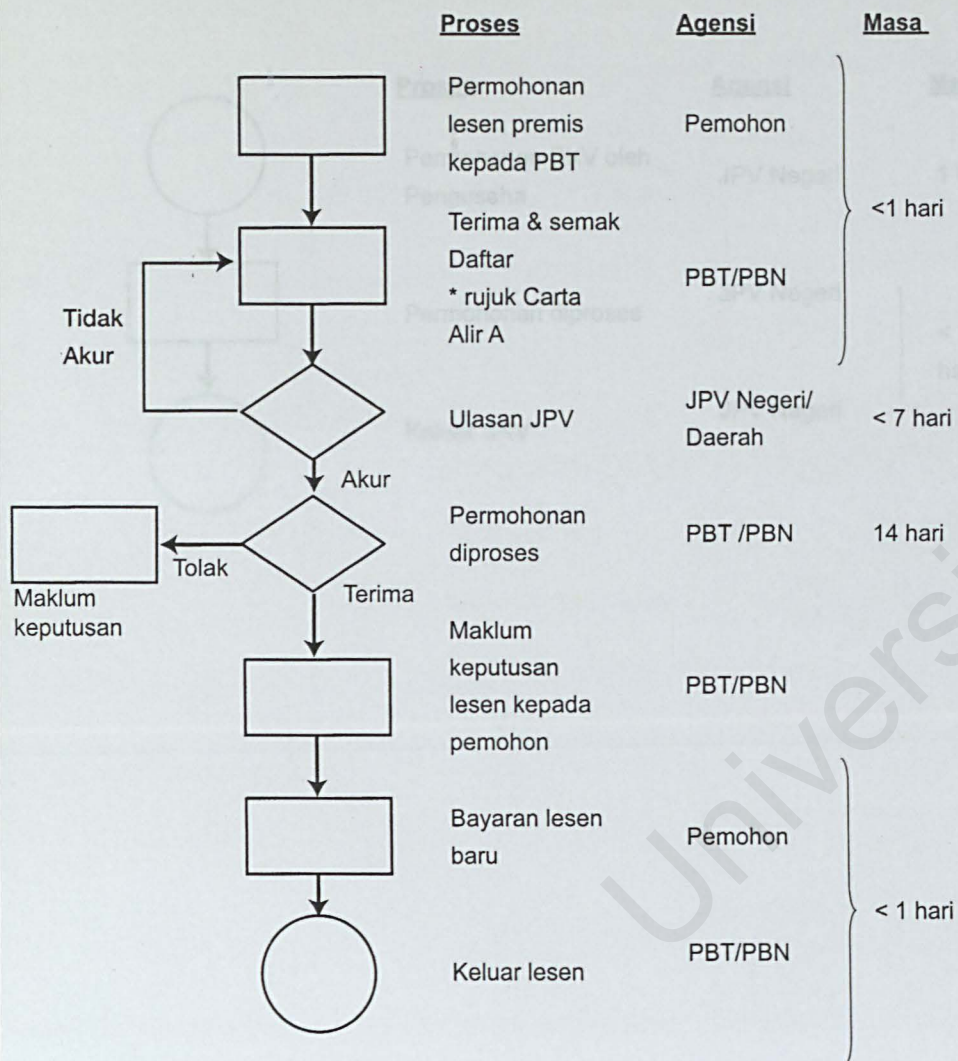 Proses Agensi Masa
Permohonan
lesen premis
kepada PBT
Pemohon
<1 hari
Terima & semak
Daftar
* rujuk Carta
Alir A
PBT/PBN
Tidak
Akur
Ulasan JPV
JPV Negeri/
Daerah
< 7 hari
Akur
Permohonan
diproses
PBT /PBN
14 hari
Tolak
Terima
Maklum
keputusan
Maklum
keputusan
lesen kepada
pemohon
PBT/PBN
Bayaran lesen
baru
Pemohon
< 1 hari
Keluar lesen
PBT/PBN
Universi